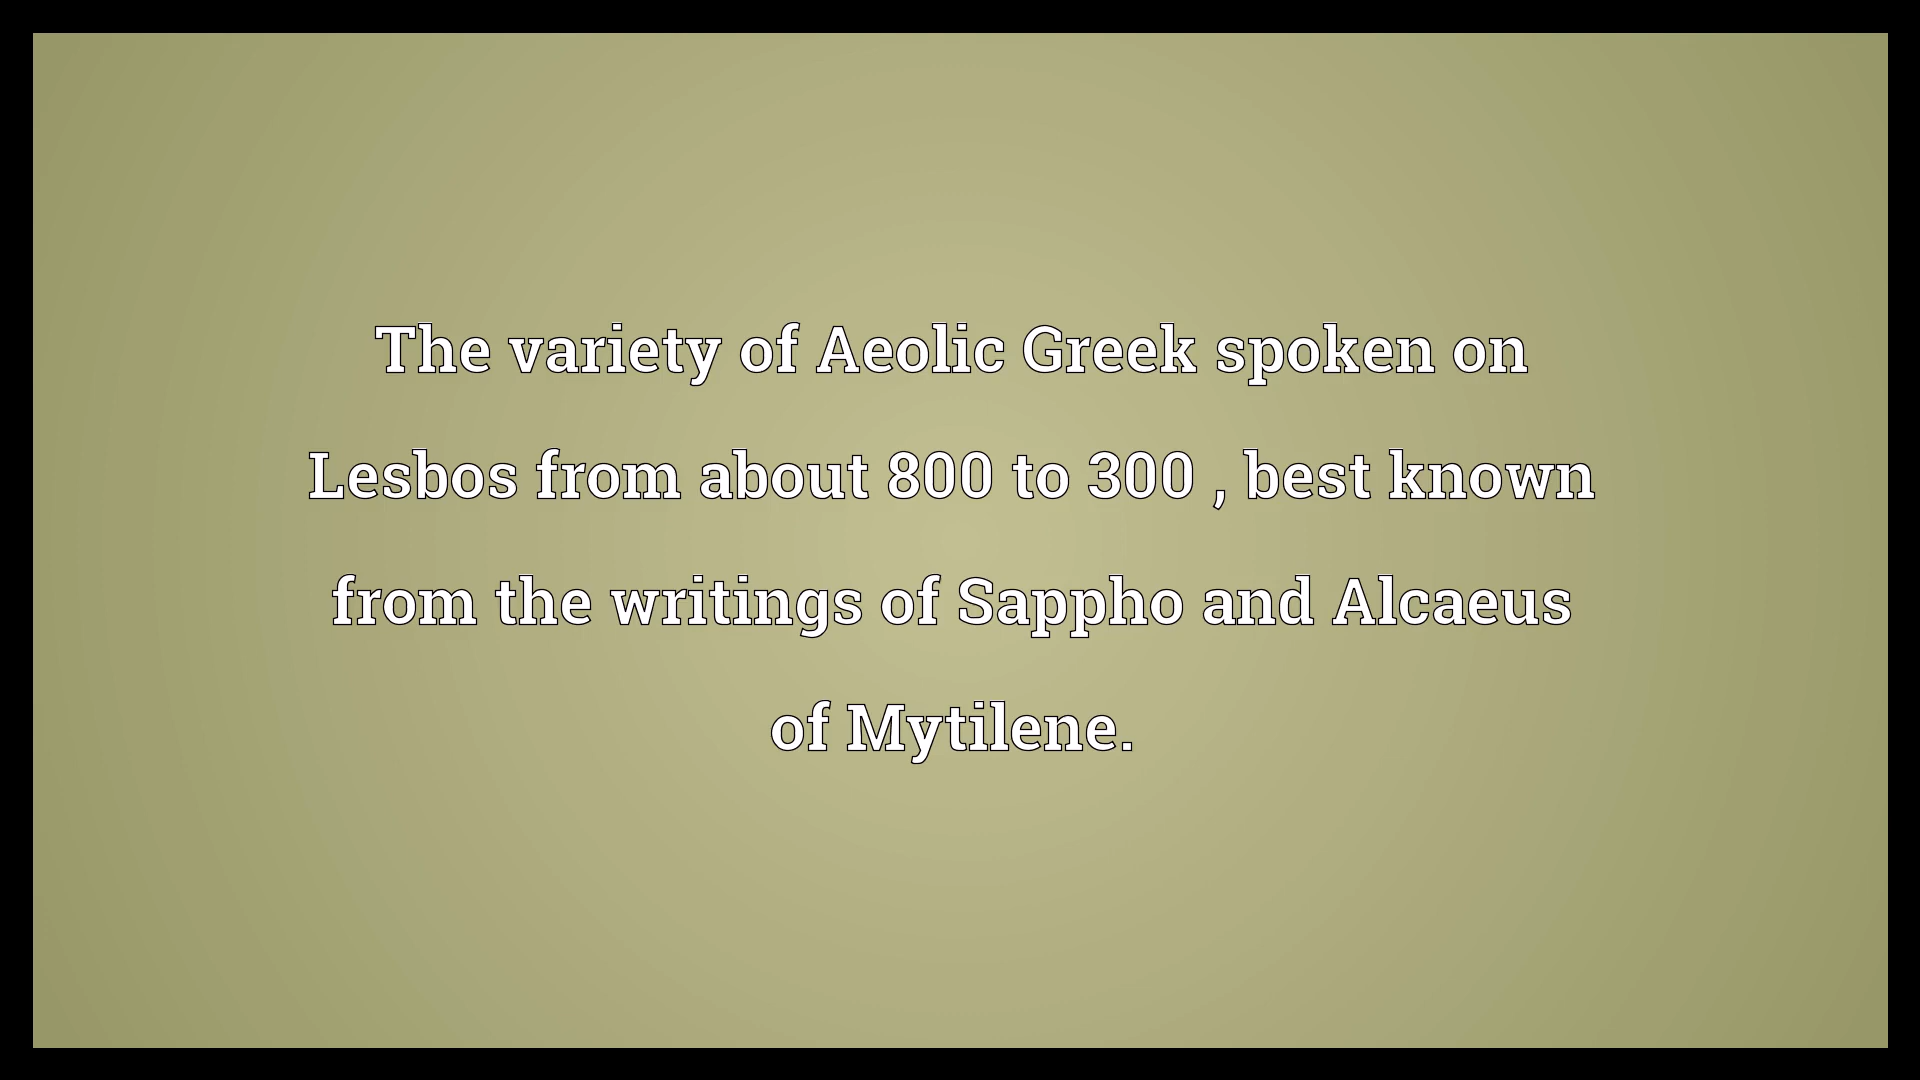 The variety of Aeolic Greek spoken on
Lesbos from about 800 to 300 , best known
from the writings of Sappho and Alcaeus
of Mytilene.